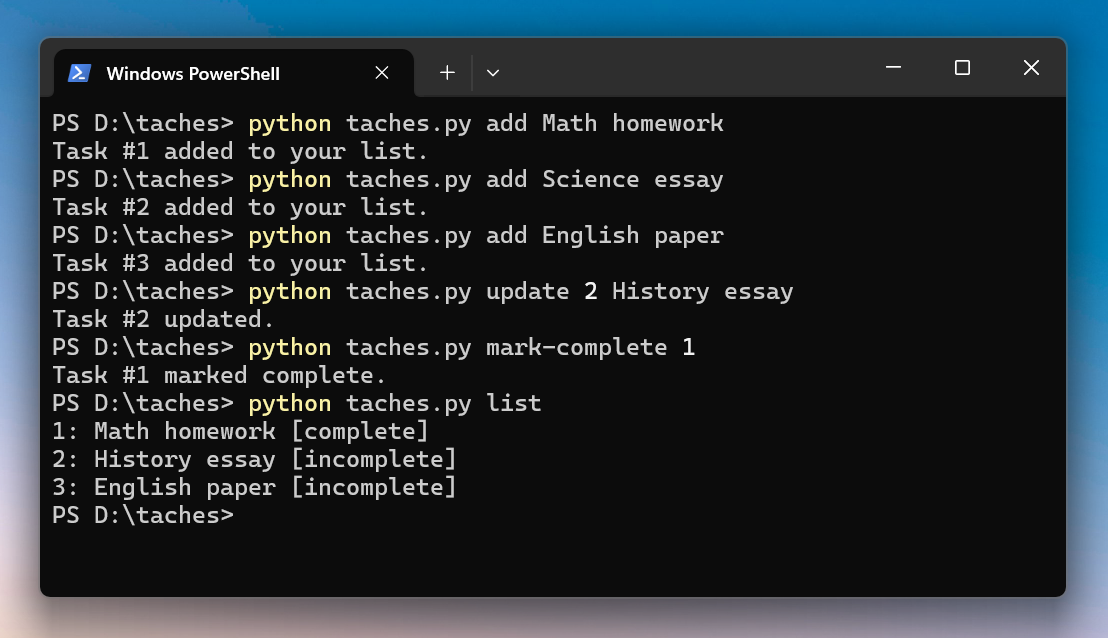 Windows PowerShell
PS D:\taches> python taches.py add Math homework
Task #1 added to your list.
PS D:\taches> python taches.py add Science essay
Task #2 added to your list.
PS D:\taches> python taches.py add English paper
Task #3 added to your list.
PS D:\taches> python taches.py update 2 History essay
Task #2 updated.
PS D:\taches> python taches.py mark-complete 1
Task #1 marked complete.
PS D:\taches> python taches.py list
1: Math homework [complete]
2: History essay [incomplete]
3: English paper [incomplete]
PS D:\taches>